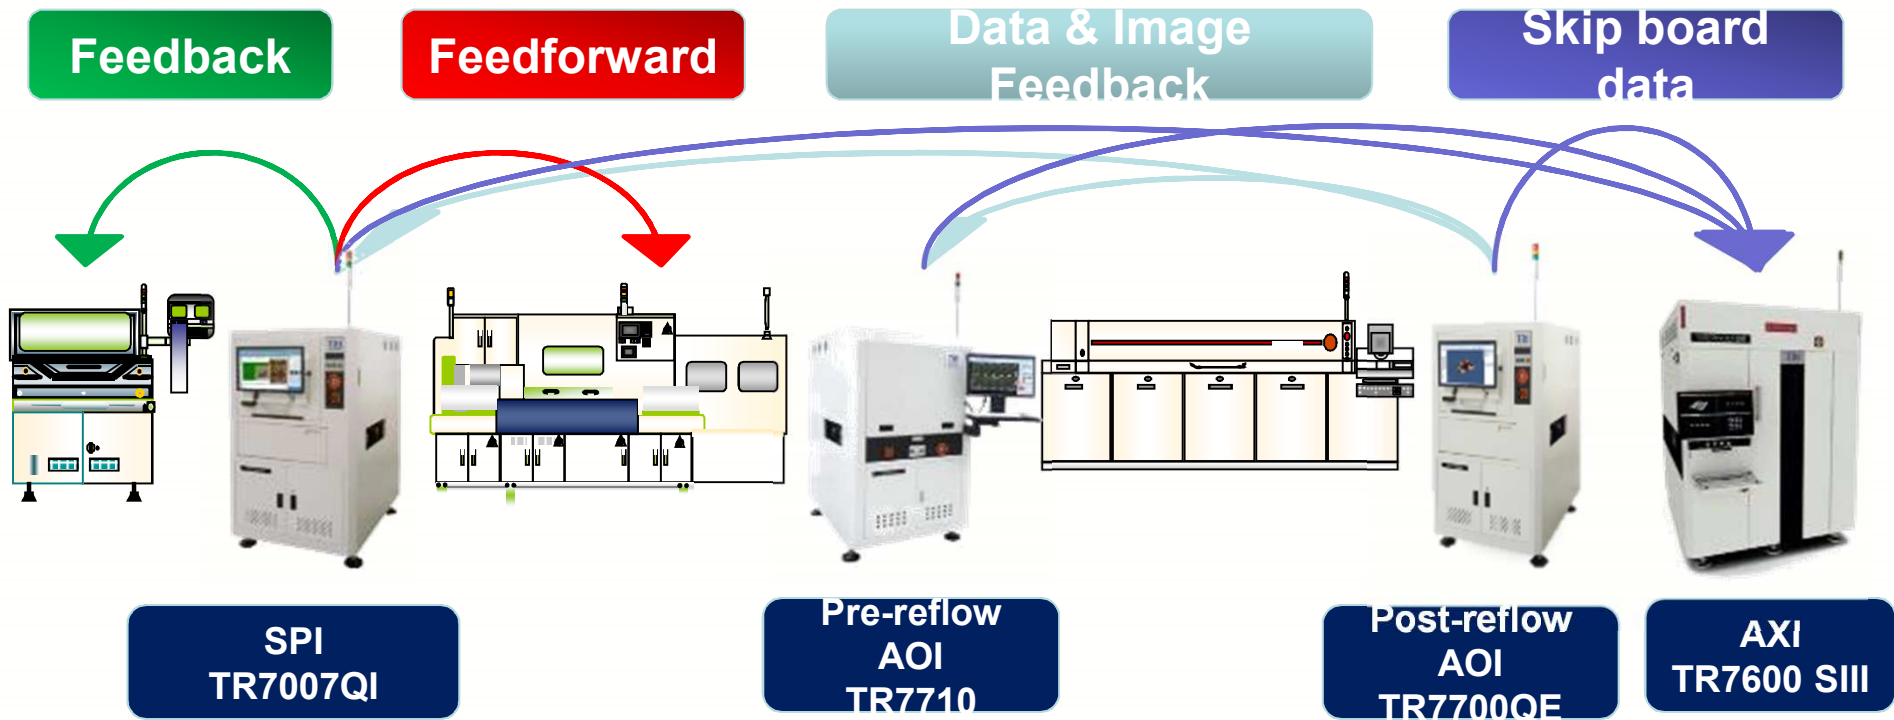 Feedback
Feedforward
Data & Image
Feedback
Skip board
data
SPI
TR7007QI
Pre-reflow
AOI
TR7710
Post-reflow
AOI
TR7700QE
AXI
TR7600 SIII